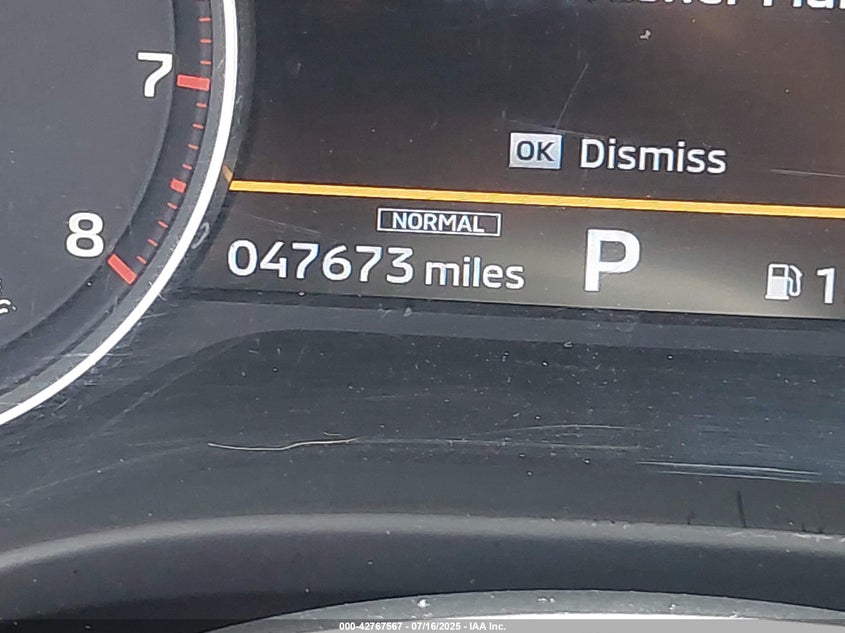 7
OK Dismiss
8
NORMAL
047673 miles P
000-42767567 - 07/16/2025 - IAA Inc.